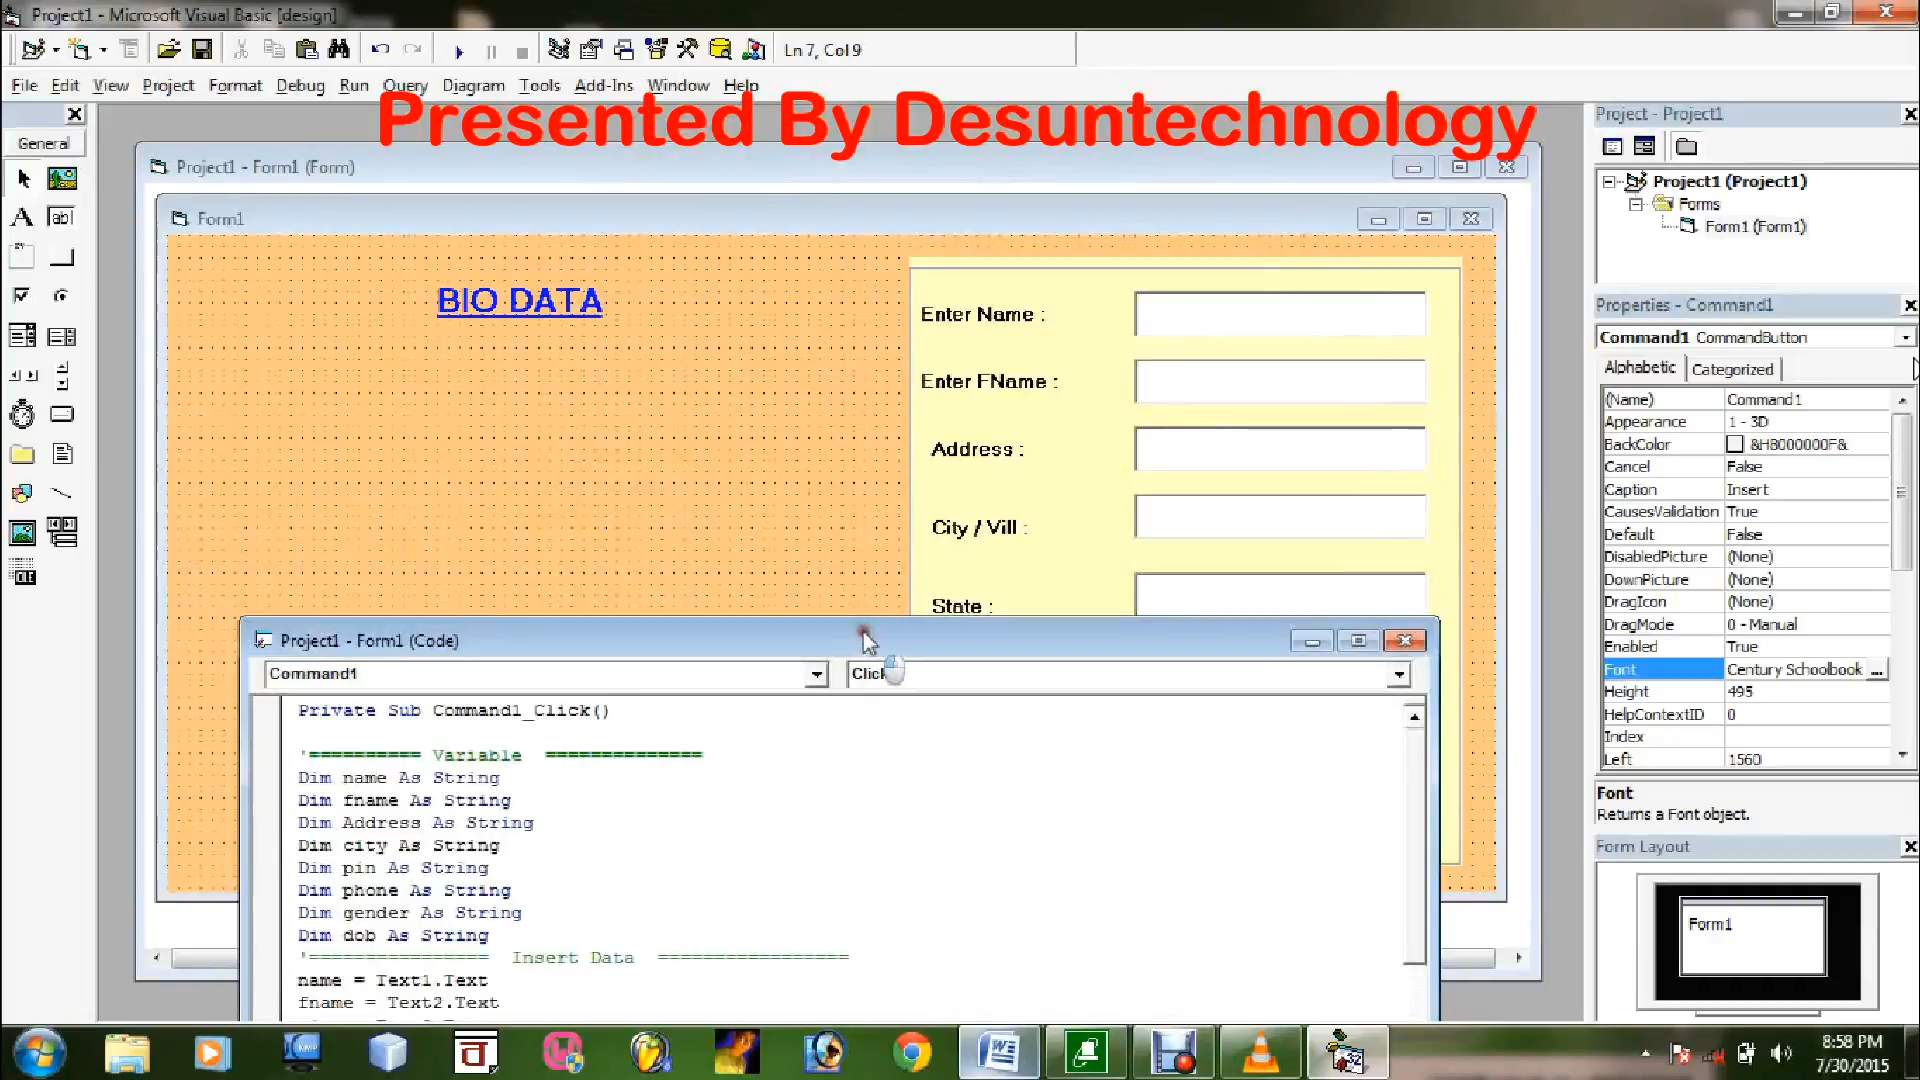 Project1 - Microsoft Visual Basic [design]
Ln 7, Col 9
File Edit View Project Format Debug Run Query Diagram Tools Add-Ins Window Help
Presented By Desuntechnology
General
Project1 - Form1 (Form)
Form1
BIO DATA
Enter Name :
Enter FName :
Address :
City / Vill :
State :
Project1 - Form1 (Code)
Command1
Private Sub Command1_Click()
'========== Variable ==============
Dim name As String
Dim fname As String
Dim Address As String
Dim city As String
Dim pin As String
Dim phone As String
Dim gender As String
Dim dob As String
'================ Insert Data =================
name = Text1.Text
fname = Text2.Text
Project - Project1
Project1 (Project1)
Forms
Form1 (Form1)
Properties - Command1
Command1 CommandButton
Alphabetic Categorized
(Name) Command1
Appearance 1 - 3D
BackColor &H8000000F&
Cancel False
Caption Insert
CausesValidation True
Default False
DisabledPicture (None)
DownPicture (None)
DragIcon (None)
DragMode 0 - Manual
Enabled True
Font Century Schoolbook ...
Height 495
HelpContextID 0
Index
Left 1560
Font
Returns a Font object.
Form Layout
Form1
8:58 PM
7/30/2015